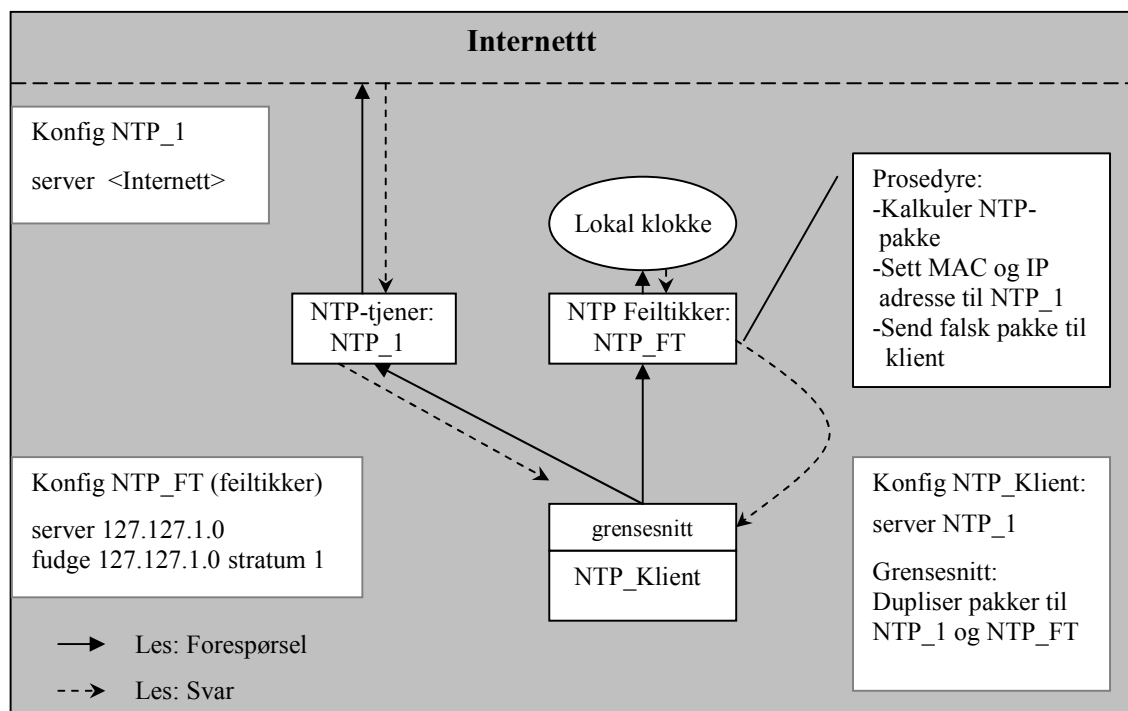 Internettt
Konfig NTP_1
server <Internett>
Lokal klokke
Prosedyre:
-Kalkuler NTP-
pakke
-Sett MAC og IP
adresse til NTP_1
-Send falsk pakke til
klient
NTP-tjener:
NTP_1
NTP Feiltikker:
NTP_FT
Konfig NTP_FT (feiltikker)
server 127.127.1.0
fudge 127.127.1.0 stratum 1
grensesnitt
NTP_Klient
Konfig NTP_Klient:
server NTP_1
Grensesnitt:
Dupliser pakker til
NTP_1 og NTP_FT
Les: Forespørsel
Les: Svar